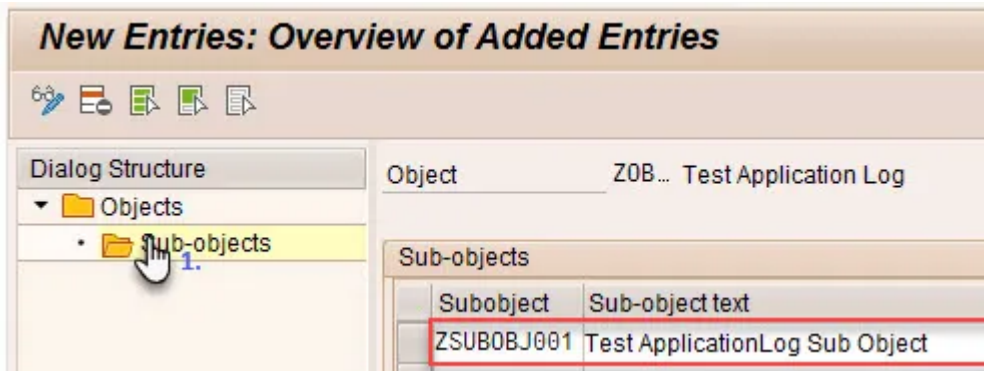 New Entries: Overview of Added Entries
Dialog Structure
Objects
Sub-objects
1.
Object ZOB… Test Application Log
Sub-objects
Subobject Sub-object text
ZSUBOBJ001 Test ApplicationLog Sub Object